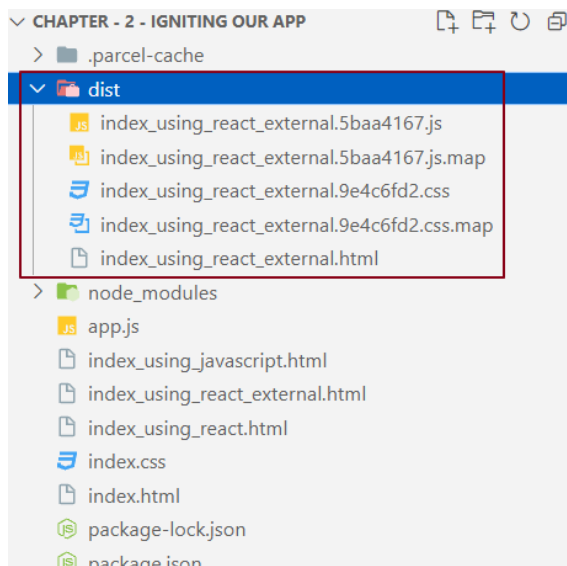 CHAPTER - 2 - IGNITING OUR APP
.parcel-cache
dist
index_using_react_external.5baa4167.js
index_using_react_external.5baa4167.js.map
index_using_react_external.9e4c6fd2.css
index_using_react_external.9e4c6fd2.css.map
index_using_react_external.html
node_modules
app.js
index_using_javascript.html
index_using_react_external.html
index_using_react.html
index.css
index.html
package-lock.json
package.json